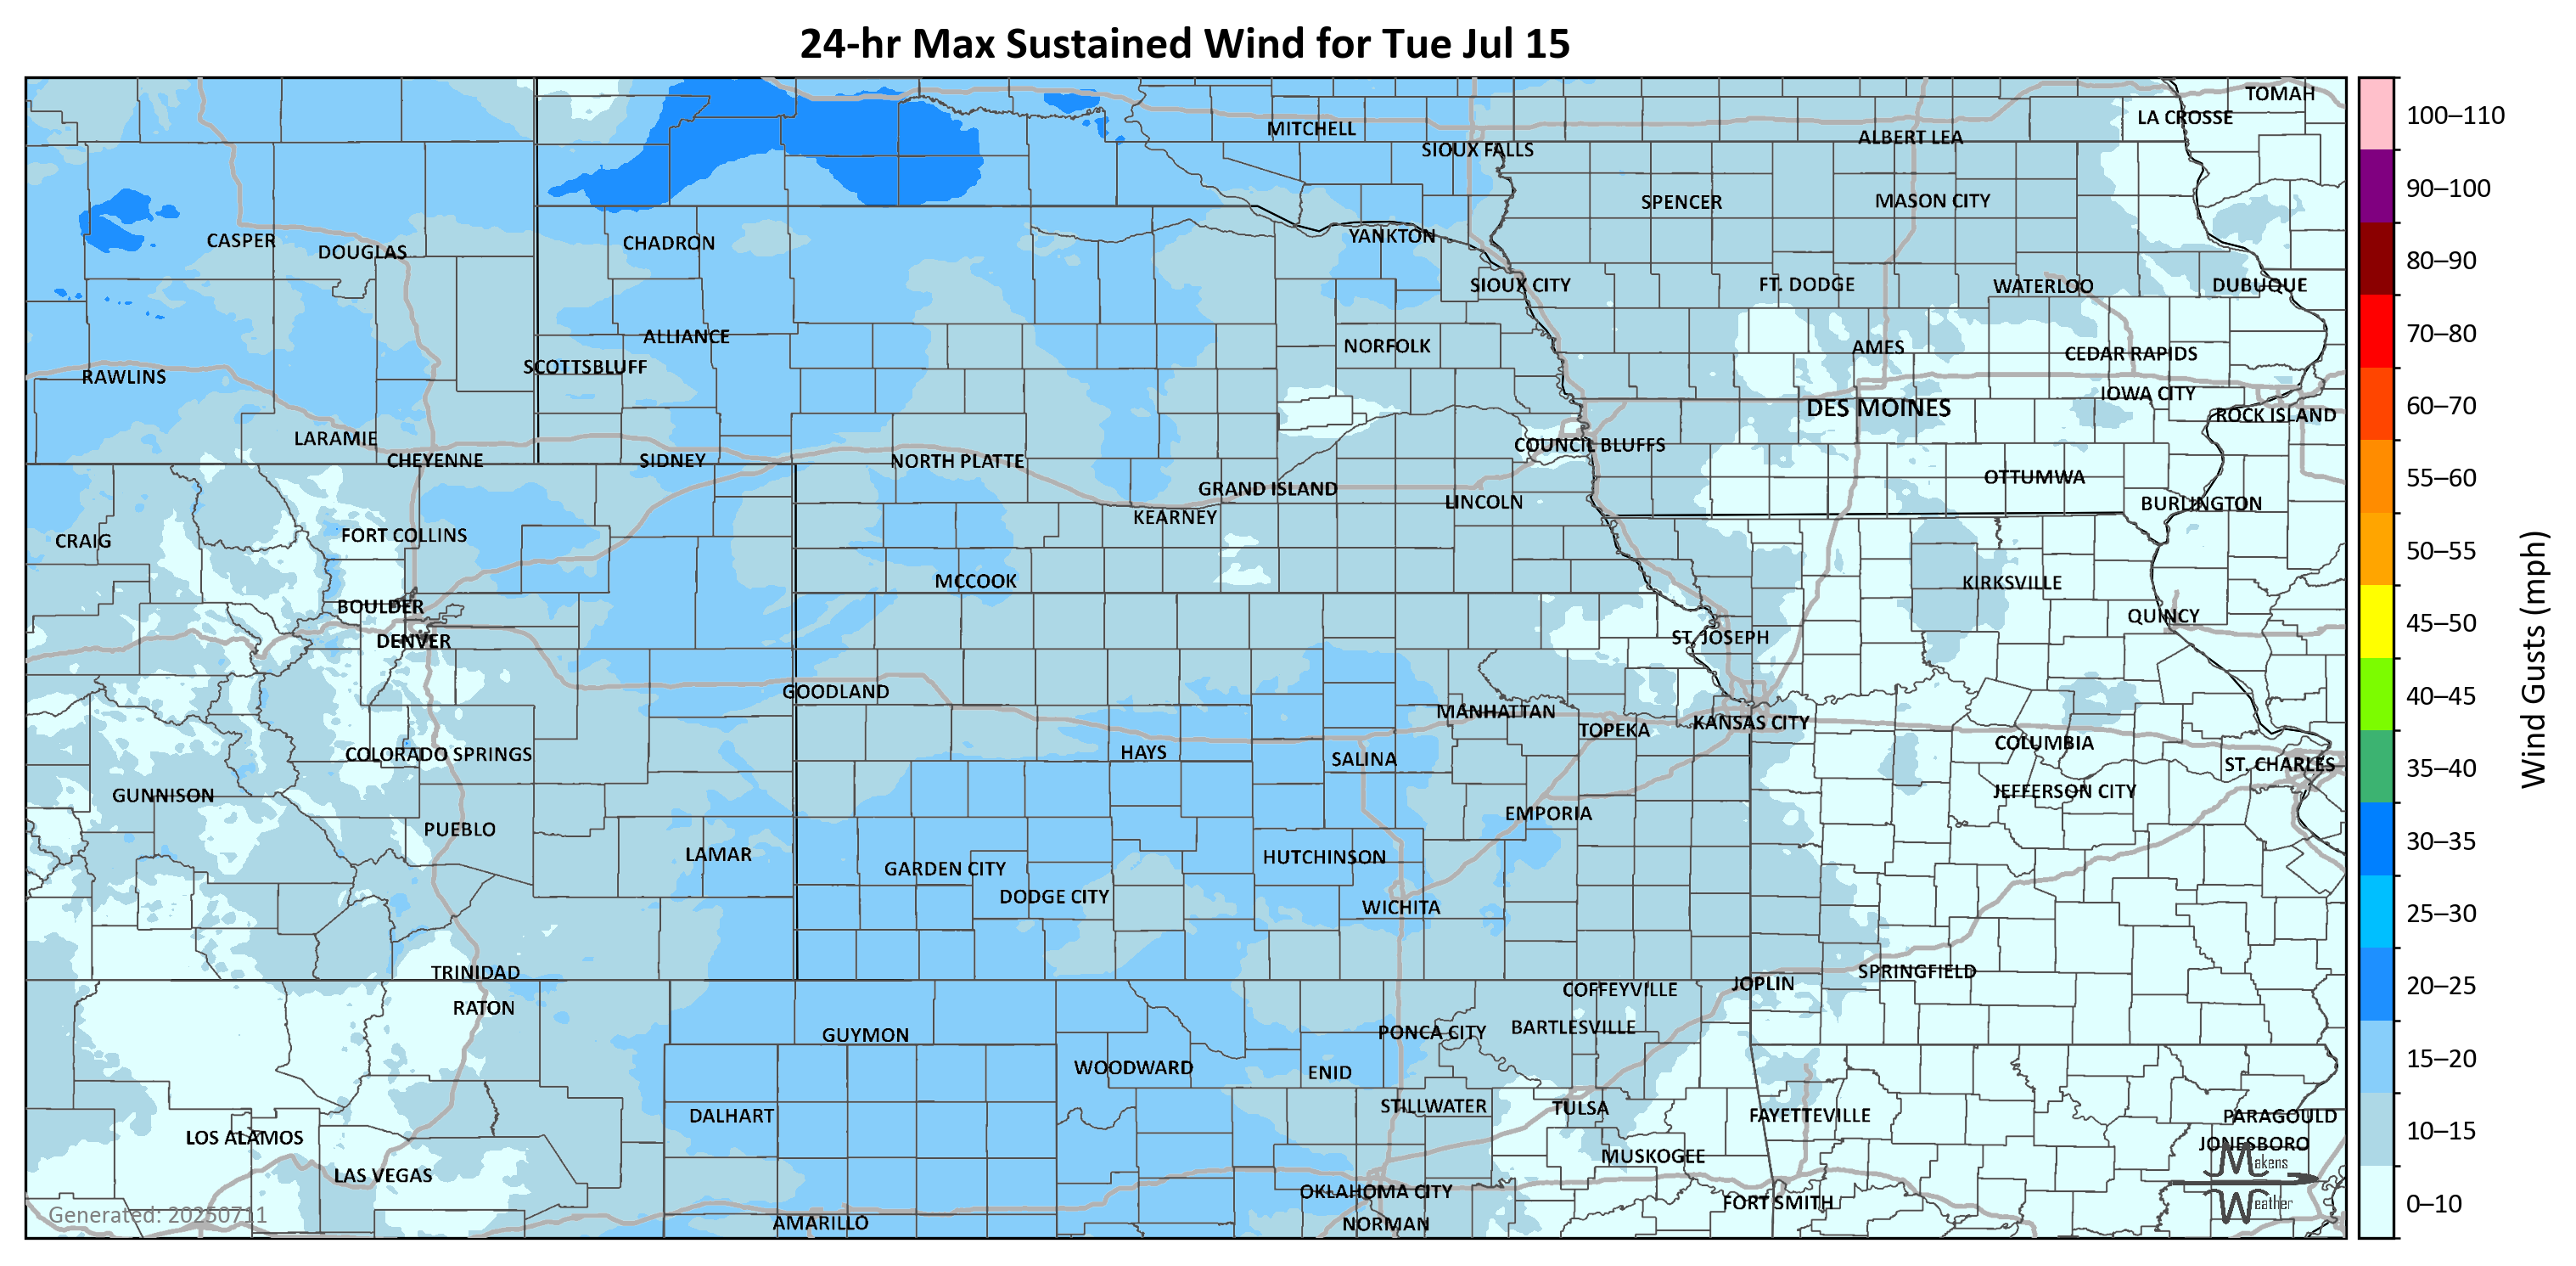 24-hr Max Sustained Wind for Tue Jul 15
TOMAH
LA CROSSE
MITCHELL
ALBERT LEA
SIOUX FALLS
SPENCER
MASON CITY
CASPER
DOUGLAS
CHADRON
YANKTON
SIOUX CITY
FT. DODGE
WATERLOO
DUBUQUE
ALLIANCE
NORFOLK
AMES
CEDAR RAPIDS
SCOTTSBLUFF
RAWLINS
IOWA CITY
DES MOINES
ROCK ISLAND
LARAMIE
COUNCIL BLUFFS
CHEYENNE
SIDNEY
NORTH PLATTE
OTTUMWA
GRAND ISLAND
LINCOLN
BURLINGTON
KEARNEY
FORT COLLINS
CRAIG
MCCOOK
KIRKSVILLE
BOULDER
QUINCY
DENVER
ST. JOSEPH
GOODLAND
MANHATTAN
TOPEKA
KANSAS CITY
COLUMBIA
COLORADO SPRINGS
HAYS
SALINA
ST. CHARLES
GUNNISON
JEFFERSON CITY
EMPORIA
PUEBLO
LAMAR
HUTCHINSON
GARDEN CITY
DODGE CITY
WICHITA
TRINIDAD
SPRINGFIELD
JOPLIN
COFFEYVILLE
RATON
BARTLESVILLE
PONCA CITY
GUYMON
WOODWARD
ENID
STILLWATER
TULSA
DALHART
FAYETTEVILLE
PARAGOULD
LOS ALAMOS
JONESBORO
MUSKOGEE
LAS VEGAS
OKLAHOMA CITY
FORT SMITH
AMARILLO
NORMAN
Generated: 20250711
Makens
Weather
100–110
90–100
80–90
70–80
60–70
55–60
50–55
45–50
40–45
35–40
30–35
25–30
20–25
15–20
10–15
0–10
Wind Gusts (mph)